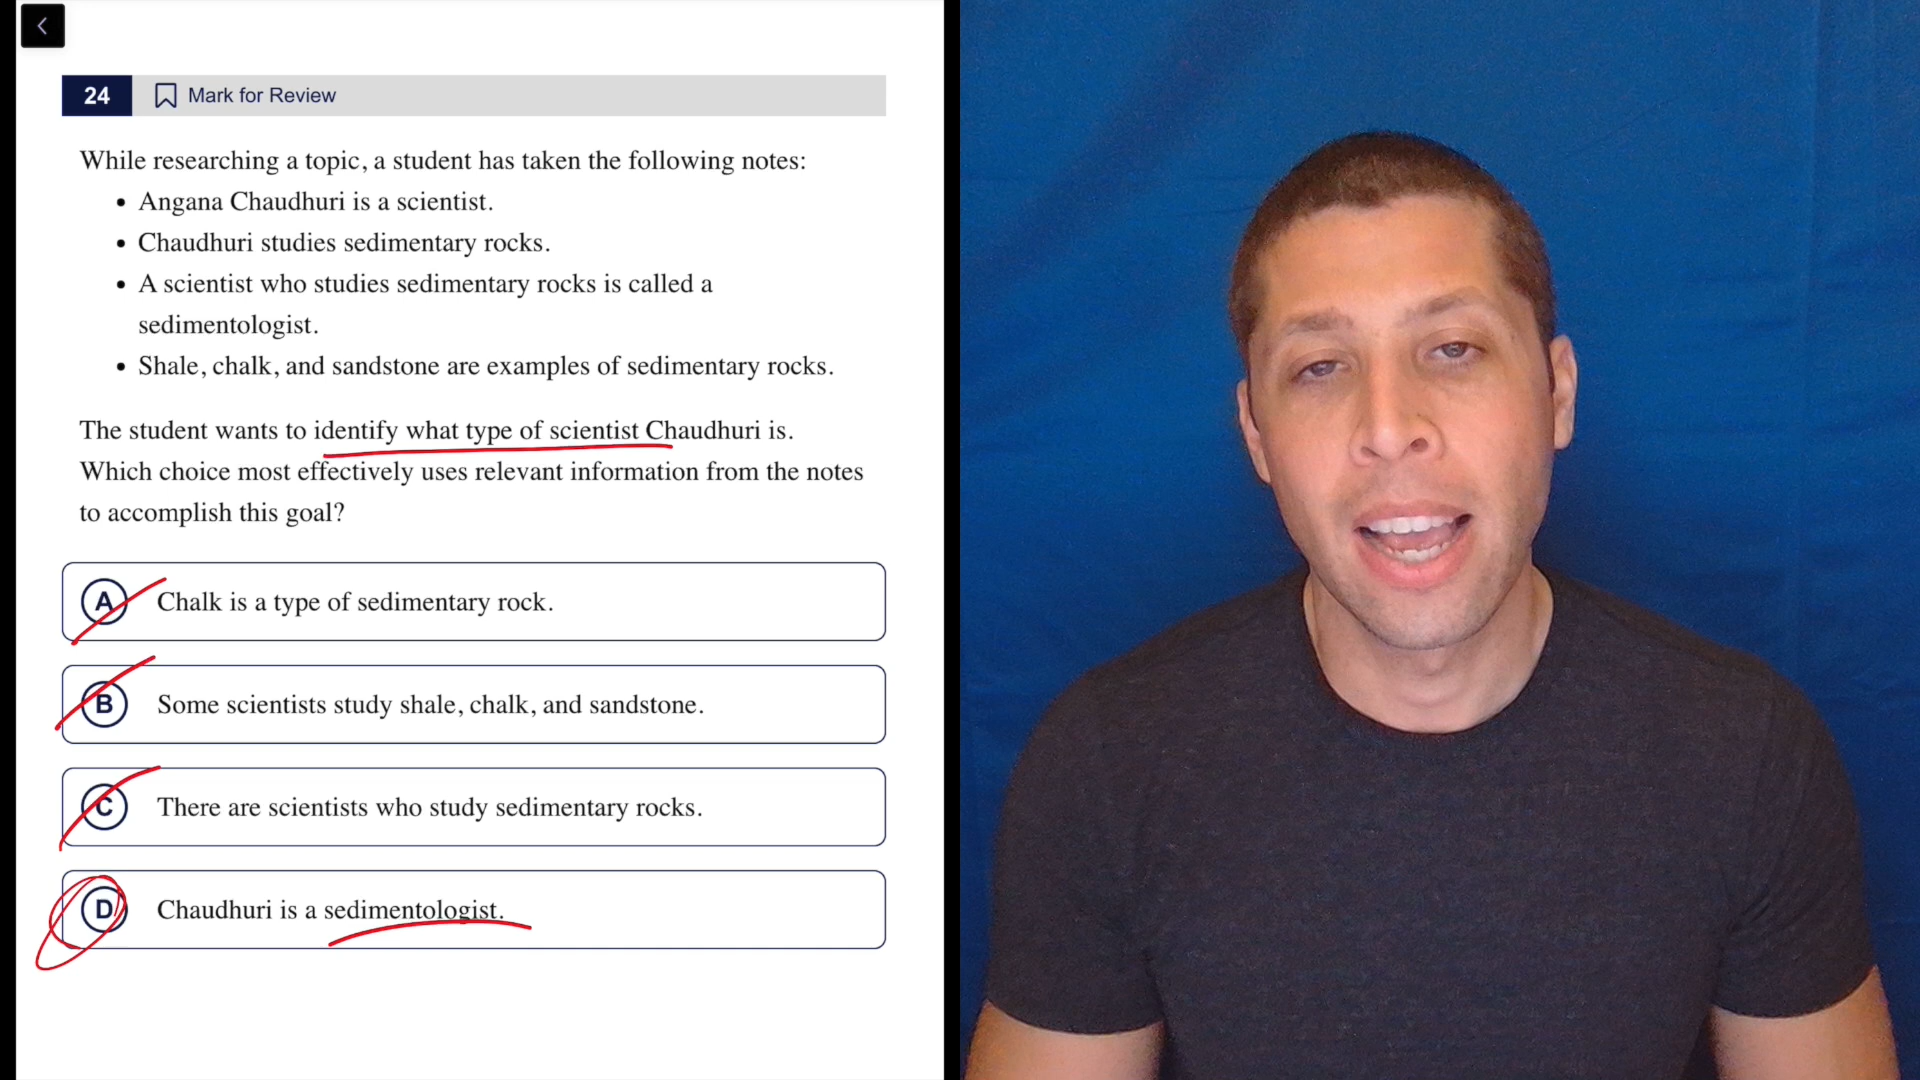 24 Mark for Review
While researching a topic, a student has taken the following notes:
• Angana Chaudhuri is a scientist.
• Chaudhuri studies sedimentary rocks.
• A scientist who studies sedimentary rocks is called a
sedimentologist.
• Shale, chalk, and sandstone are examples of sedimentary rocks.
The student wants to identify what type of scientist Chaudhuri is.
Which choice most effectively uses relevant information from the notes
to accomplish this goal?
A Chalk is a type of sedimentary rock.
B Some scientists study shale, chalk, and sandstone.
C There are scientists who study sedimentary rocks.
D Chaudhuri is a sedimentologist.